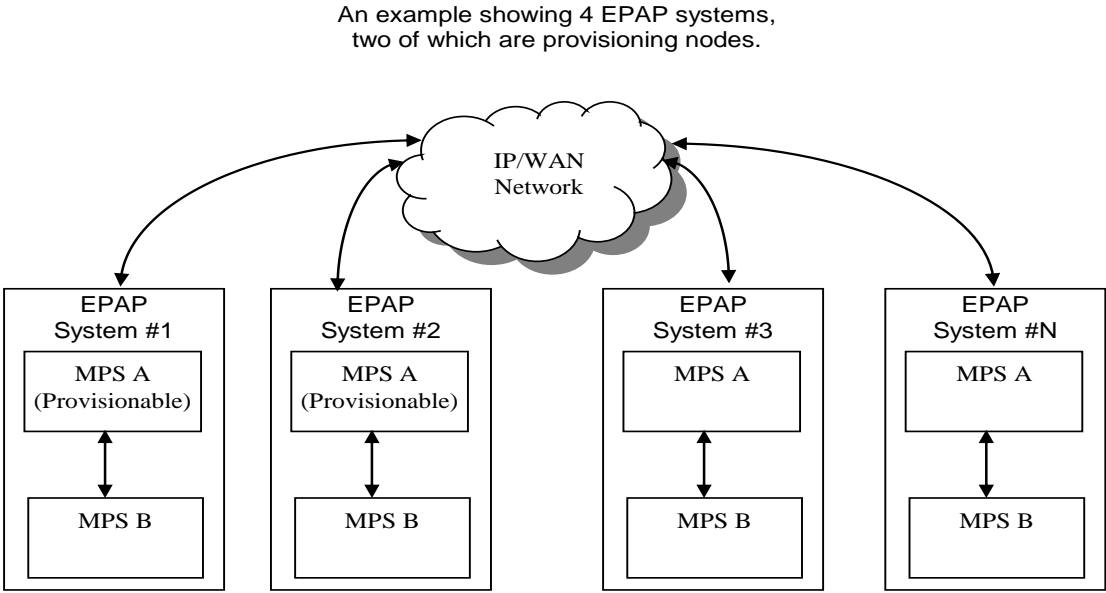 An example showing 4 EPAP systems,
two of which are provisioning nodes.
IP/WAN
Network
EPAP
System #1
MPS A
(Provisionable)
MPS B
EPAP
System #2
MPS A
(Provisionable)
MPS B
EPAP
System #3
MPS A
MPS B
EPAP
System #N
MPS A
MPS B